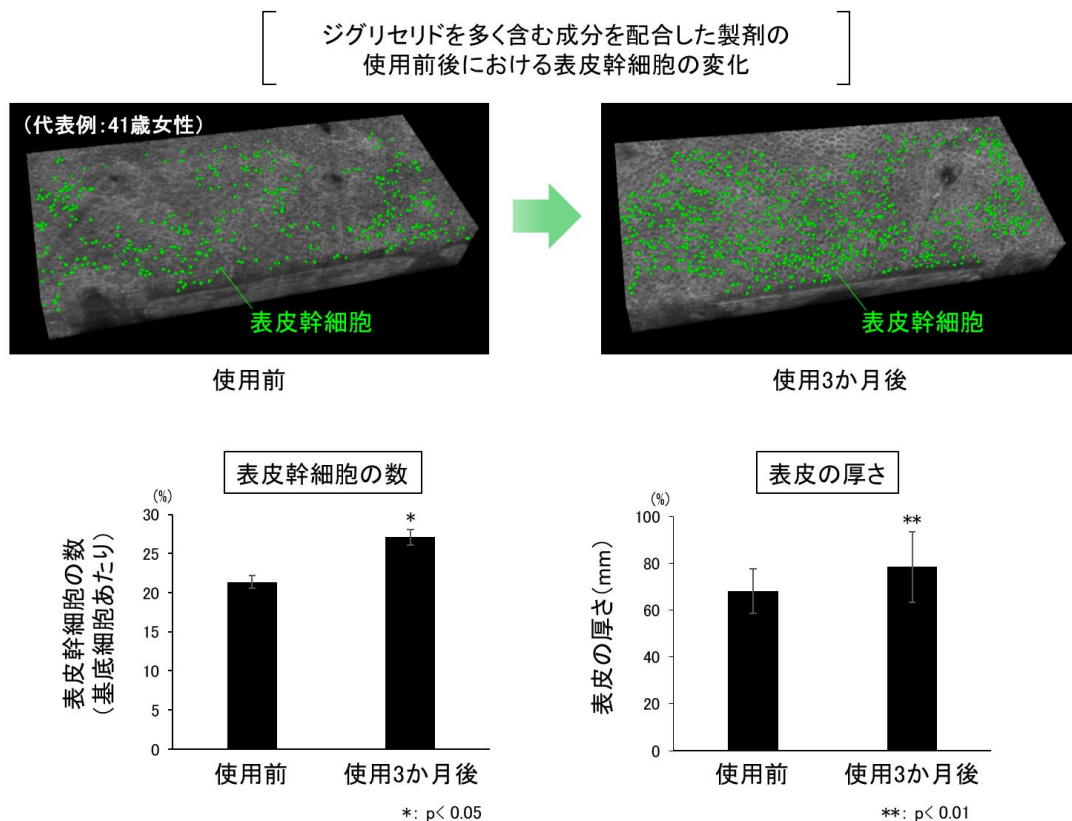 ジグリセリドを多く含む成分を配合した製剤の
使用前後における表皮幹細胞の変化
（代表例：41歳女性）
表皮幹細胞
使用前
表皮幹細胞
使用3か月後
表皮幹細胞の数
(%)
表皮幹細胞の数
（基底細胞あたり）
30
25
20
15
10
5
0
*
使用前
使用3か月後
*: p< 0.05
表皮の厚さ
(%)
表皮の厚さ(mm)
100
80
60
40
20
0
**
使用前
使用3か月後
**: p< 0.01